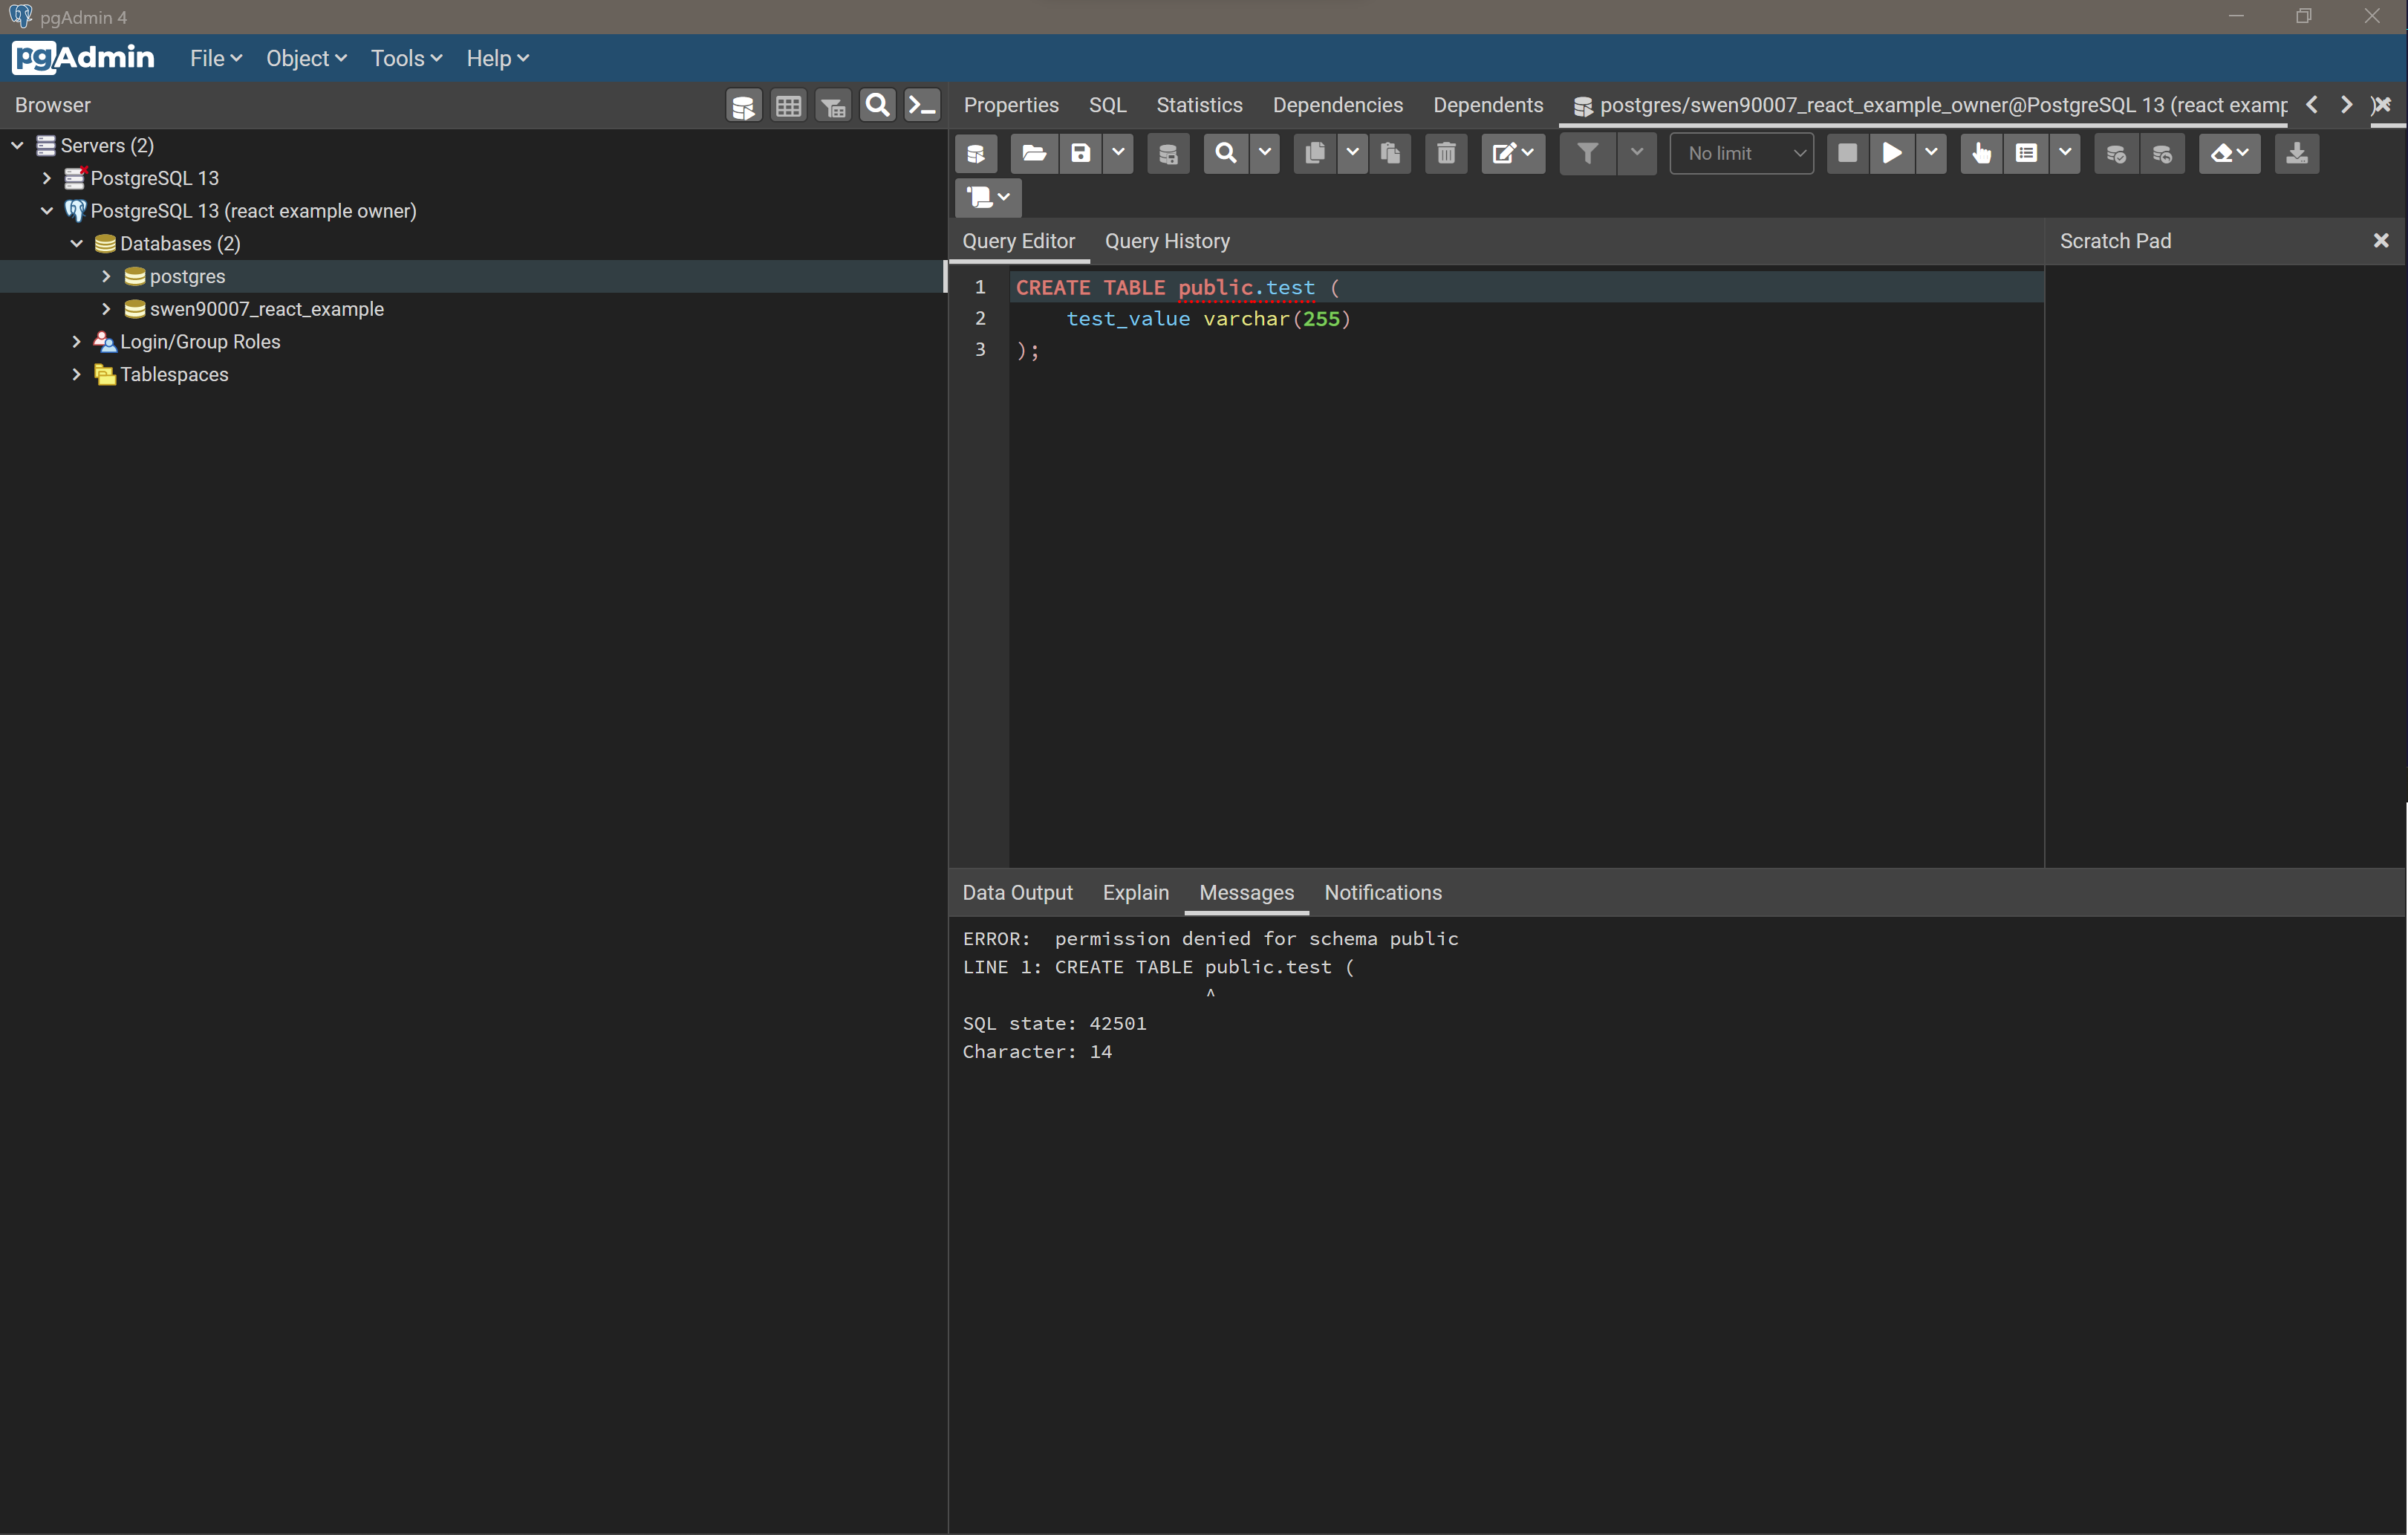 pgAdmin 4
pgAdmin File Object Tools Help
Browser
Properties SQL Statistics Dependencies Dependents postgres/swen90007_react_example_owner@PostgreSQL 13 (react examp
Servers (2)
PostgreSQL 13
PostgreSQL 13 (react example owner)
Databases (2)
postgres
swen90007_react_example
Login/Group Roles
Tablespaces
No limit
Query Editor Query History
Scratch Pad
1 CREATE TABLE public.test (
2 test_value varchar(255)
3 );
Data Output Explain Messages Notifications
ERROR: permission denied for schema public
LINE 1: CREATE TABLE public.test (
^
SQL state: 42501
Character: 14